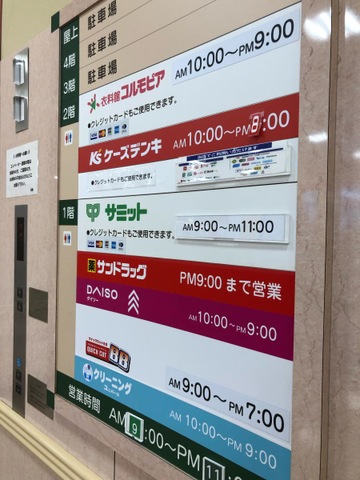 屋上 駐車場
4階 駐車場
3階 駐車場
2階
衣料館 コルモピア AM10:00～PM9:00
●クレジットカードもご使用できます。
K's ケーズデンキ AM10:00～PM8:00
●クレジットカードもご使用できます。
1階
サミット AM9:00～PM11:00
●クレジットカードもご使用できます。
薬 サンドラッグ PM9:00 まで営業
DAISO
ダイソー
AM10:00～PM9:00
QUICK CUT BB AM9:00～PM7:00
クリーニング AM10:00～PM9:00
営業時間 AM9:00～PM11:00